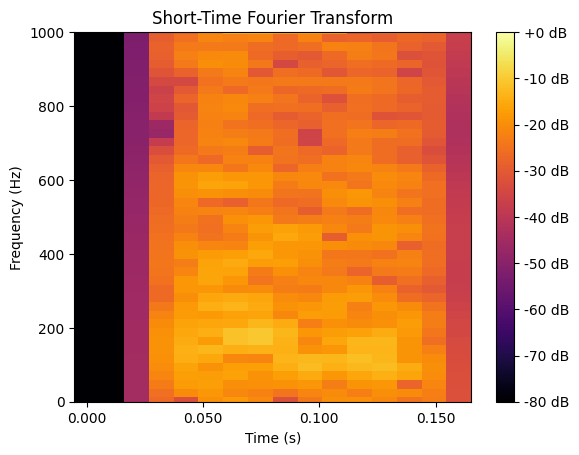 Short-Time Fourier Transform
1000
800
600
400
200
0
Frequency (Hz)
0.000
0.050
0.100
0.150
Time (s)
+0 dB
-10 dB
-20 dB
-30 dB
-40 dB
-50 dB
-60 dB
-70 dB
-80 dB